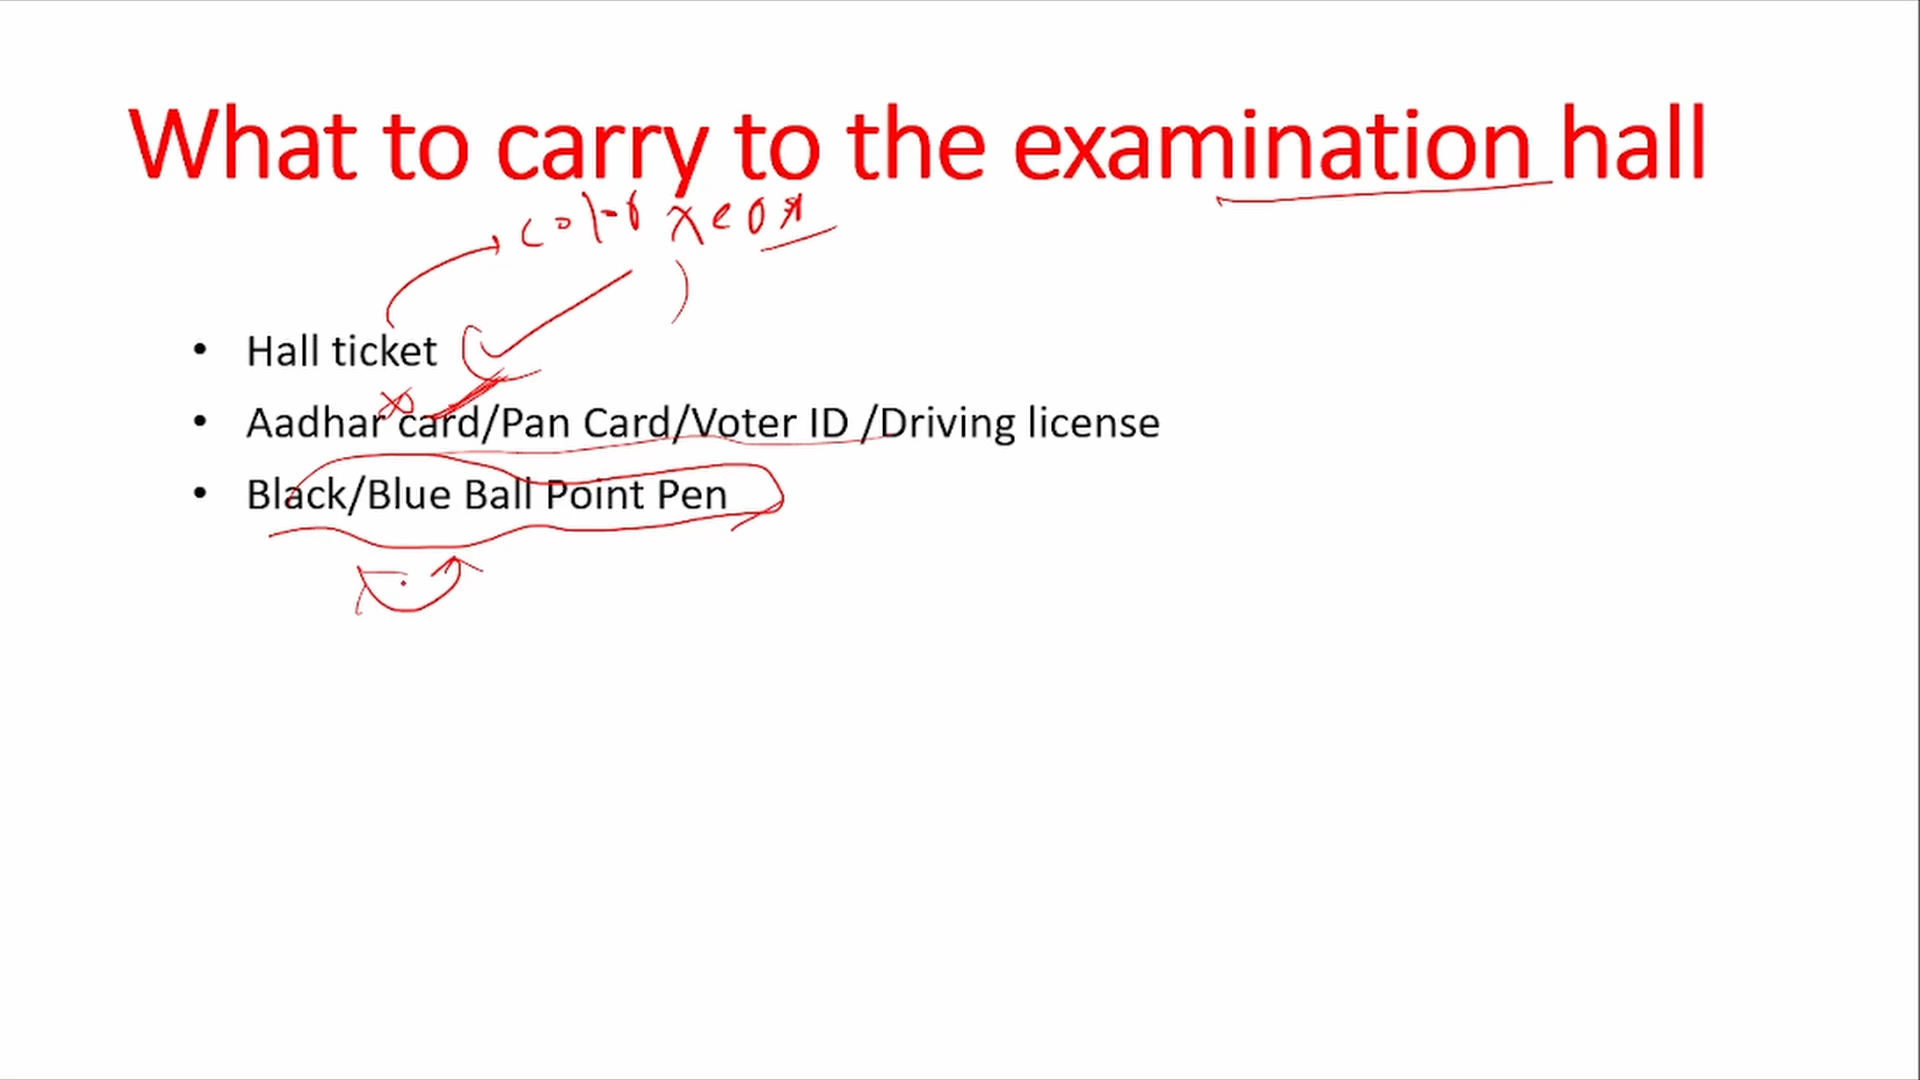 What to carry to the examination hall
• Hall ticket
• Aadhar card/Pan Card/Voter ID /Driving license
• Black/Blue Ball Point Pen